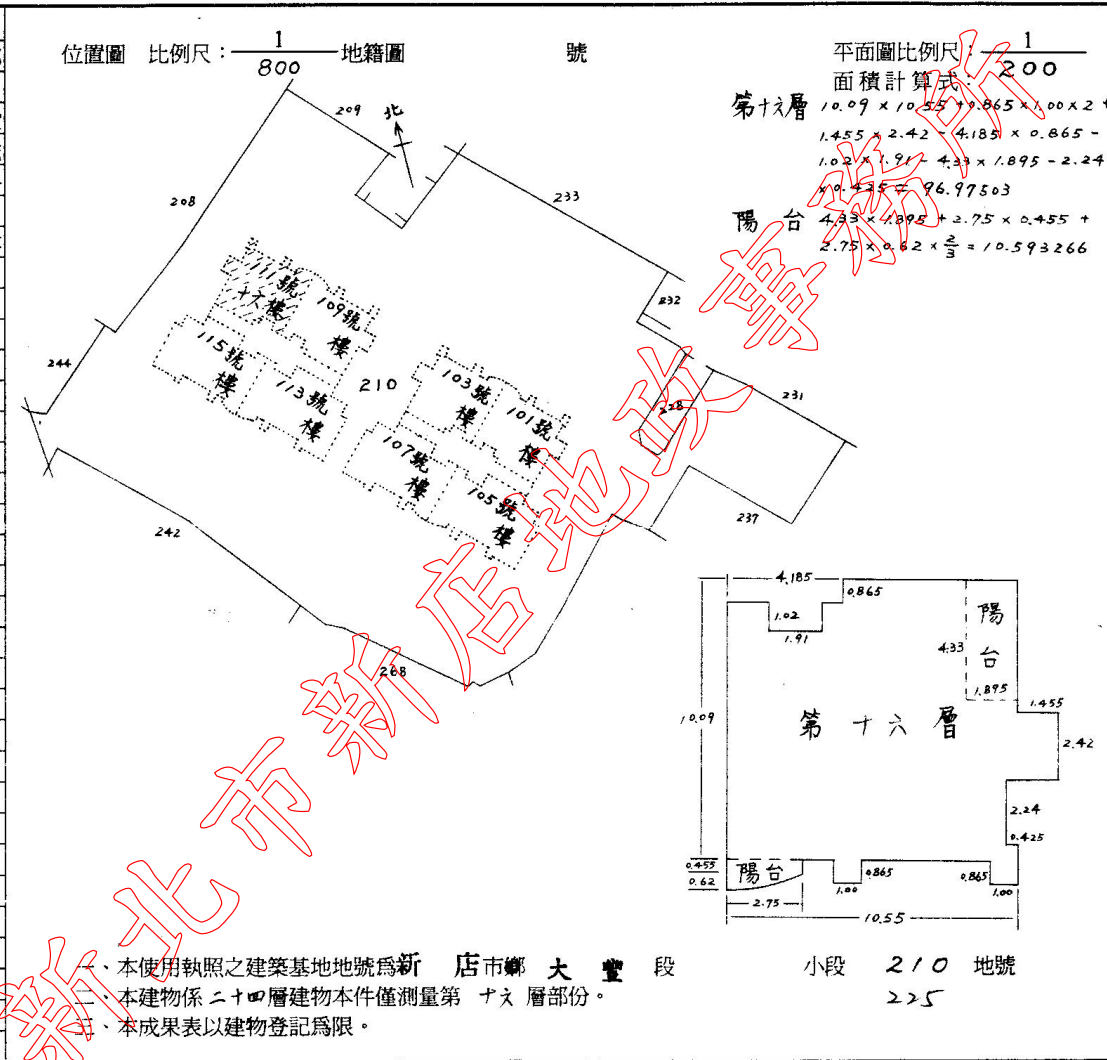 位置圖 比例尺：1/800 地籍圖 號
平面圖比例尺：1/200
面積計算式：
第十六層 10.09 × 10.55 + 0.865 × 1.00 × 2 +
1.455 × 2.42 - 4.185 × 0.865 -
1.02 × 1.91 - 4.33 × 1.895 - 2.24
× 0.425 = 96.97503
陽台 4.33 × 1.895 + 2.75 × 0.455 +
2.75 × 0.62 × 2/3 = 10.593266
北
209
208
233
232
244
111號
十六樓
109號
樓
115號
樓
113號
樓
210
103號
樓
101號
樓
107號
樓
105號
樓
228
231
237
242
268
4.185
0.865
1.02
1.91
陽台
4.33
1.895
1.455
10.09
第十六層
2.42
2.24
0.425
0.455
0.62
陽台
2.75
1.00
0.865
0.865
1.00
10.55
一、本使用執照之建築基地地號爲新店市鄉 大豐 段 小段 210 地號
225
二、本建物係二十四層建物本件僅測量第 十六 層部份。
三、本成果表以建物登記爲限。
新北市新店地政事務所